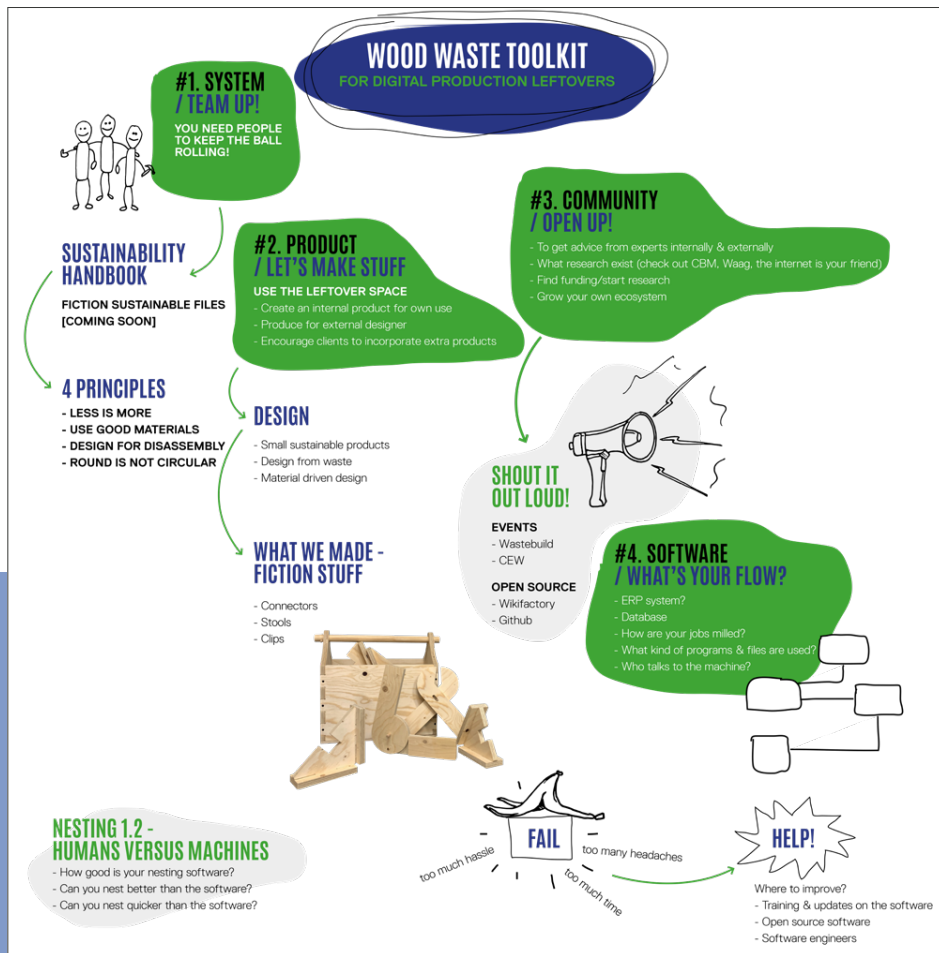 WOOD WASTE TOOLKIT
FOR DIGITAL PRODUCTION LEFTOVERS
#1. SYSTEM
/ TEAM UP!
YOU NEED PEOPLE
TO KEEP THE BALL
ROLLING!
SUSTAINABILITY
HANDBOOK
FICTION SUSTAINABLE FILES
[COMING SOON]
4 PRINCIPLES
- LESS IS MORE
- USE GOOD MATERIALS
- DESIGN FOR DISASSEMBLY
- ROUND IS NOT CIRCULAR
#2. PRODUCT
/ LET'S MAKE STUFF
USE THE LEFTOVER SPACE
- Create an internal product for own use
- Produce for external designer
- Encourage clients to incorporate extra products
DESIGN
- Small sustainable products
- Design from waste
- Material driven design
WHAT WE MADE -
FICTION STUFF
- Connectors
- Stools
- Clips
#3. COMMUNITY
/ OPEN UP!
- To get advice from experts internally & externally
- What research exist (check out CBM, Waag, the internet is your friend)
- Find funding/start research
- Grow your own ecosystem
SHOUT IT
OUT LOUD!
EVENTS
- Wastebuild
- CEW
OPEN SOURCE
- Wikifactory
- Github
#4. SOFTWARE
/ WHAT'S YOUR FLOW?
- ERP system?
- Database
- How are your jobs milled?
- What kind of programs & files are used?
- Who talks to the machine?
NESTING 1.2 -
HUMANS VERSUS MACHINES
- How good is your nesting software?
- Can you nest better than the software?
- Can you nest quicker than the software?
FAIL
too much hassle
too many headaches
too much time
HELP!
Where to improve?
- Training & updates on the software
- Open source software
- Software engineers